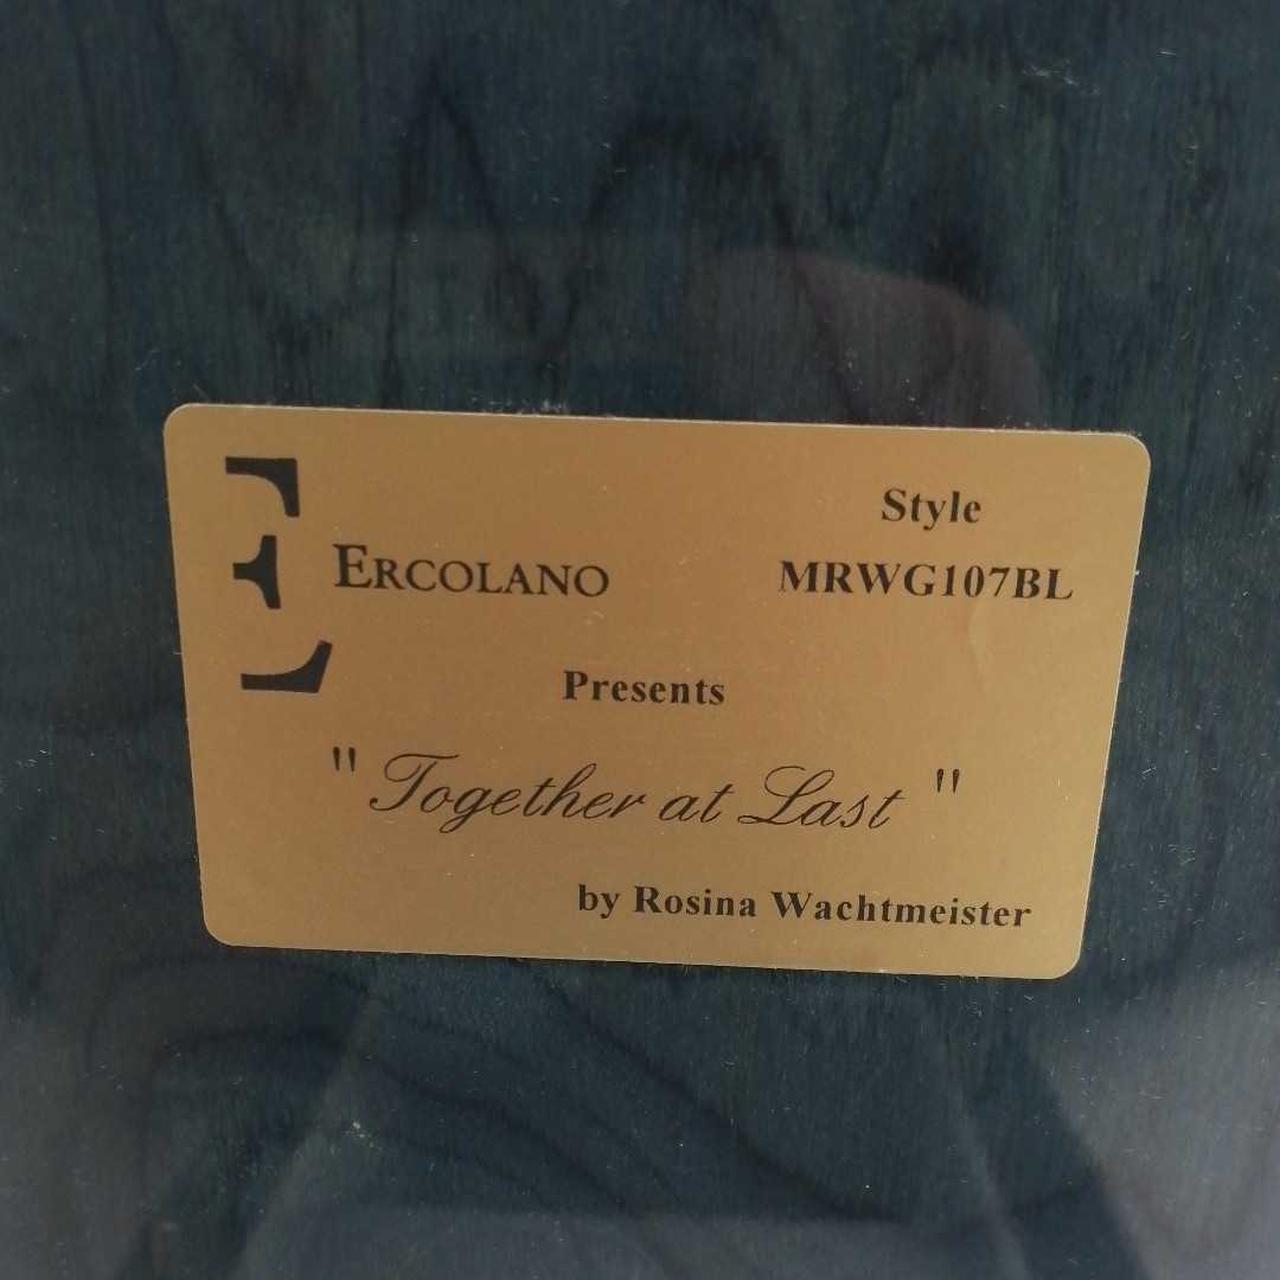 E
ERCOLANO
Style
MRWG107BL
Presents
" Together at Last "
by Rosina Wachtmeister